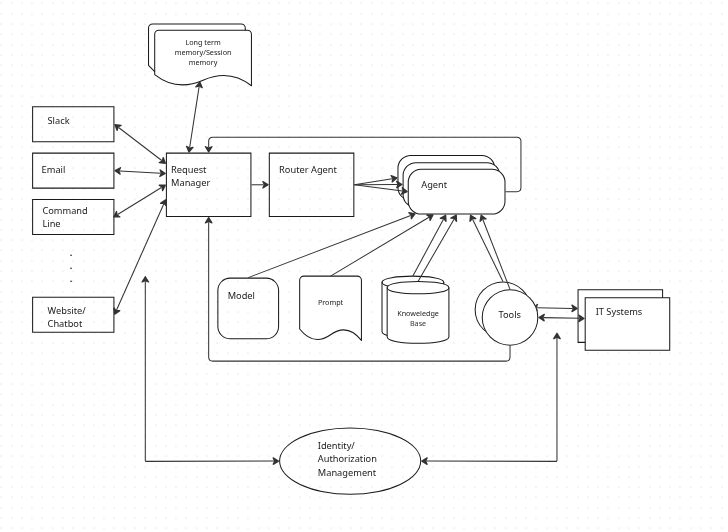 Long term
memory/Session
memory
Slack
Email
Command
Line
.
.
.
Website/
Chatbot
Request
Manager
Router Agent
Agent
Model
Prompt
Knoweledge
Base
Tools
IT Systems
Identity/
Authorization
Management